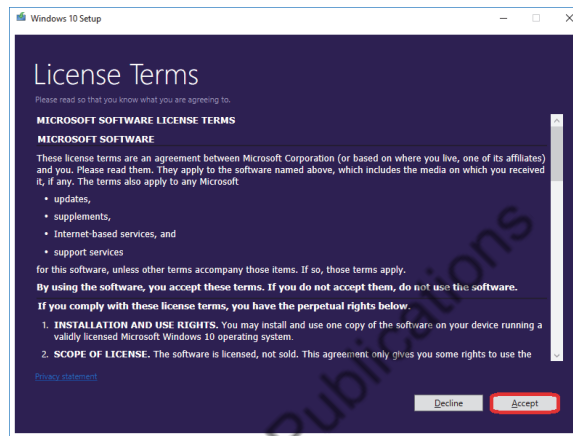 Windows 10 Setup
License Terms
Please read so that you know what you are agreeing to.
MICROSOFT SOFTWARE LICENSE TERMS
MICROSOFT SOFTWARE
These license terms are an agreement between Microsoft Corporation (or based on where you live, one of its affiliates)
and you. Please read them. They apply to the software named above, which includes the media on which you received
it, if any. The terms also apply to any Microsoft
• updates,
• supplements,
• Internet-based services, and
• support services
for this software, unless other terms accompany those items. If so, those terms apply.
By using the software, you accept these terms. If you do not accept them, do not use the software.
If you comply with these license terms, you have the perpetual rights below.
1. INSTALLATION AND USE RIGHTS. You may install and use one copy of the software on your device running a
validly licensed Microsoft Windows 10 operating system.
2. SCOPE OF LICENSE. The software is licensed, not sold. This agreement only gives you some rights to use the
Privacy statement
Decline Accept
Publications